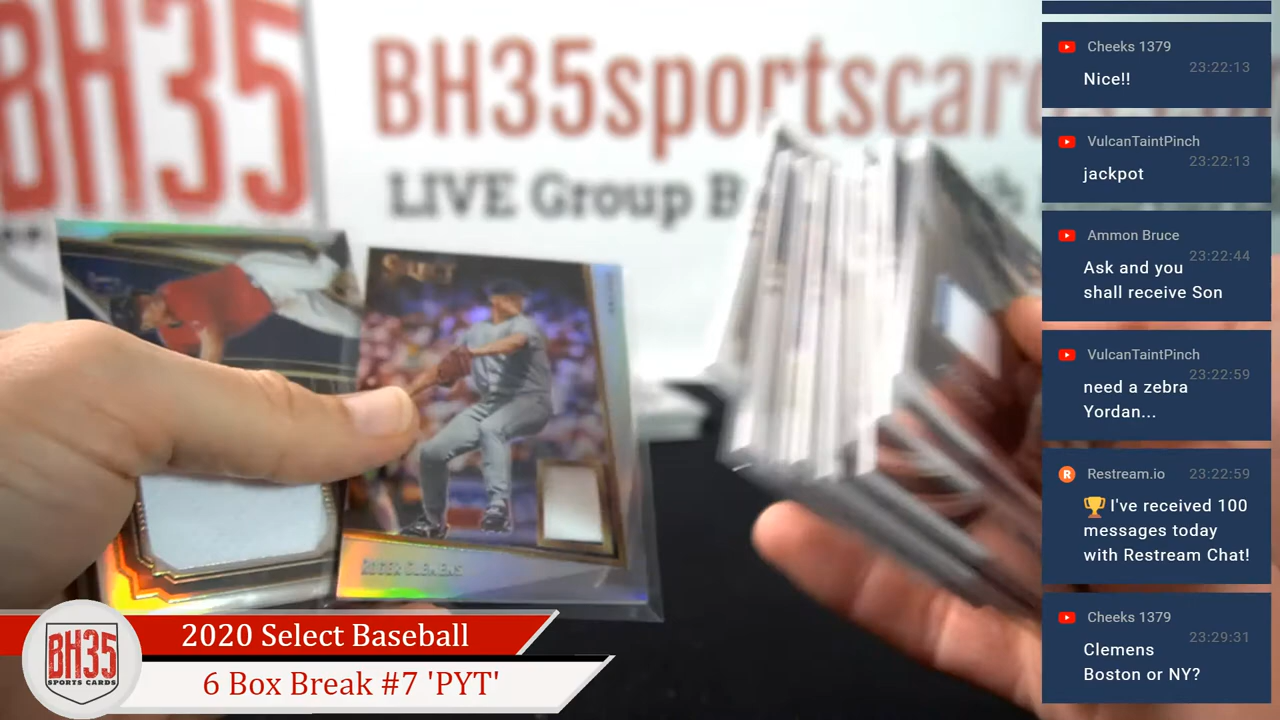 BH35
BH35sportscar
LIVE Group B
SELECT
ROGER CLEMENS
BH35
SPORTS CARDS
2020 Select Baseball
6 Box Break #7 'PYT'
Cheeks 1379
23:22:13
Nice!!
VulcanTaintPinch
23:22:13
jackpot
Ammon Bruce
23:22:44
Ask and you
shall receive Son
VulcanTaintPinch
23:22:59
need a zebra
Yordan...
R
Restream.io
23:22:59
🏆 I've received 100
messages today
with Restream Chat!
Cheeks 1379
23:29:31
Clemens
Boston or NY?